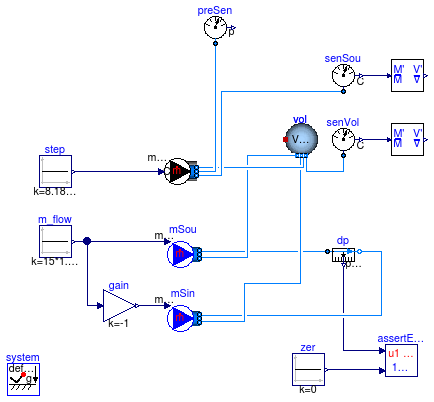 preSen
p
senSou
C
M' V'
M V
vol
V...
senVol
C
M' V'
M V
step
m...
k=8.18...
m_flow
m...
mSou
k=15*1....
dp
p...
gain
m...
mSin
k=-1
system
def...
g
zer
k=0
assertE...
u1 ...
1...